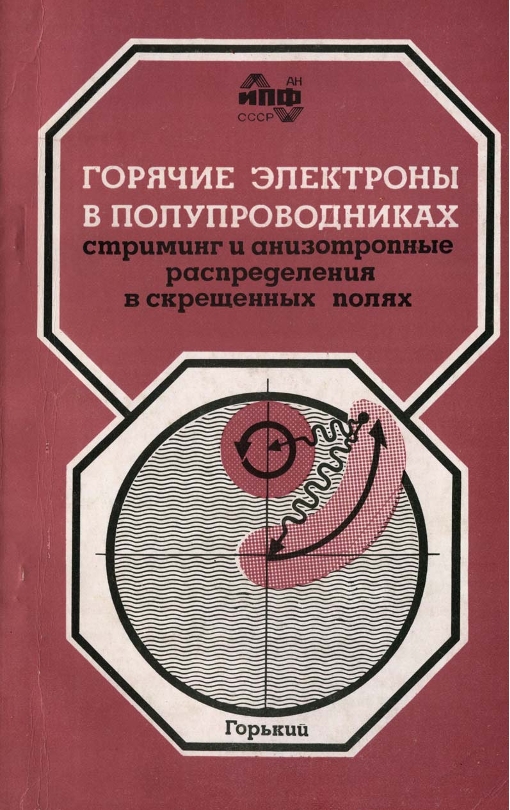 АН
ИПФ
СССР
ГОРЯЧИЕ ЭЛЕКТРОНЫ
В ПОЛУПРОВОДНИКАХ
стриминг и анизотропные
распределения
в скрещенных полях
Горький